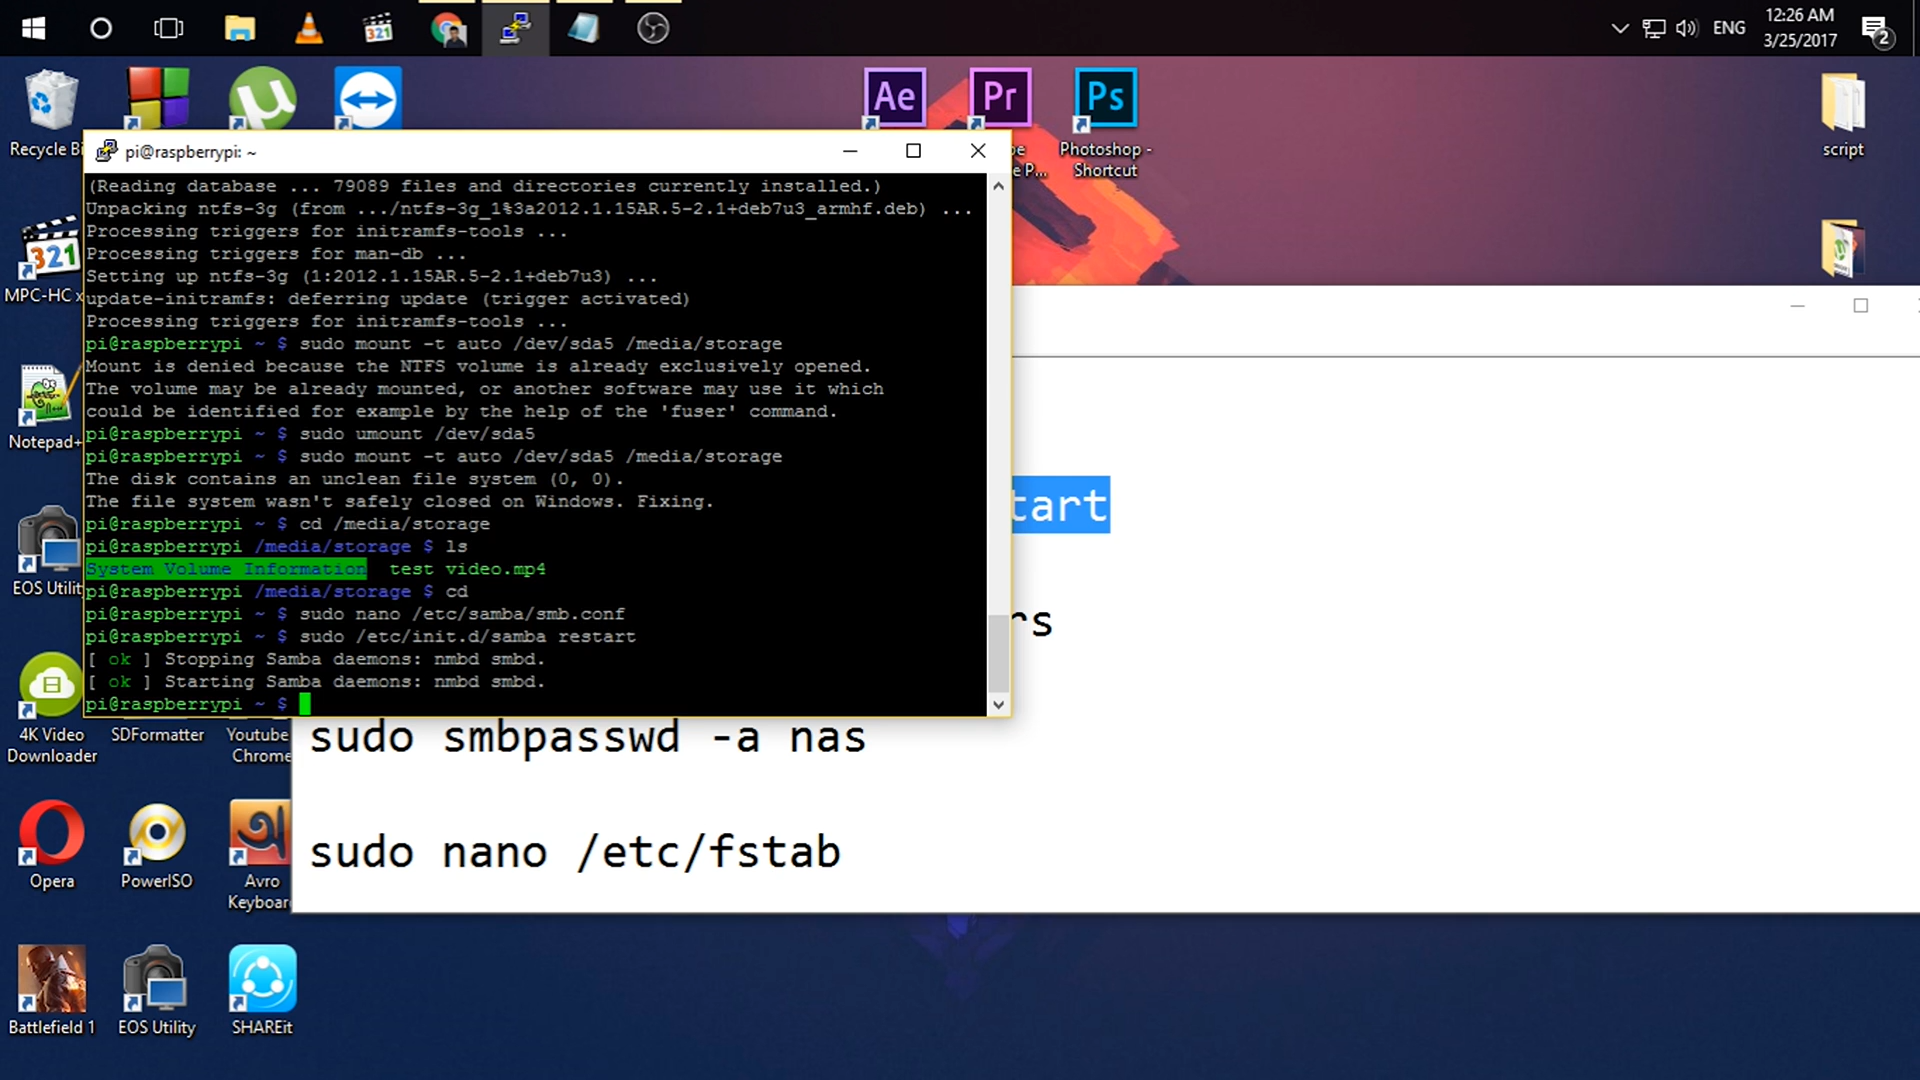 12:26 AM
ENG
3/25/2017
2
321
Ae
Pr
Ps
Recycle Bi
Photosop -
Shortcut
P...
script
pi@raspberrypi: ~
(Reading database ... 79089 files and directories currently installed.)
Unpacking ntfs-3g (from .../ntfs-3g_1%3a2012.1.15AR.5-2.1+deb7u3_armhf.deb) ...
Processing triggers for initramfs-tools ...
Processing triggers for man-db ...
Setting up ntfs-3g (1:2012.1.15AR.5-2.1+deb7u3) ...
update-initramfs: deferring update (trigger activated)
Processing triggers for initramfs-tools ...
pi@raspberrypi ~ $ sudo mount -t auto /dev/sda5 /media/storage
Mount is denied because the NTFS volume is already exclusively opened.
The volume may be already mounted, or another software may use it which
could be identified for example by the help of the 'fuser' command.
pi@raspberrypi ~ $ sudo umount /dev/sda5
pi@raspberrypi ~ $ sudo mount -t auto /dev/sda5 /media/storage
The disk contains an unclean file system (0, 0).
The file system wasn't safely closed on Windows. Fixing.
pi@raspberrypi ~ $ cd /media/storage
pi@raspberrypi /media/storage $ ls
System Volume Information test video.mp4
pi@raspberrypi /media/storage $ cd
pi@raspberrypi ~ $ sudo nano /etc/samba/smb.conf
pi@raspberrypi ~ $ sudo /etc/init.d/samba restart
[ ok ] Stopping Samba daemons: nmbd smbd.
[ ok ] Starting Samba daemons: nmbd smbd.
pi@raspberrypi ~ $
321
MPC-HC x
Notepad+
EOS Utilit
4K Video
Downloader
SDFormatter
Youtube
Chrome
tart
rs
sudo smbpasswd -a nas
sudo nano /etc/fstab
Opera
PowerISO
অ
Avro
Keyboar
Battlefield 1
EOS Utility
SHAREit